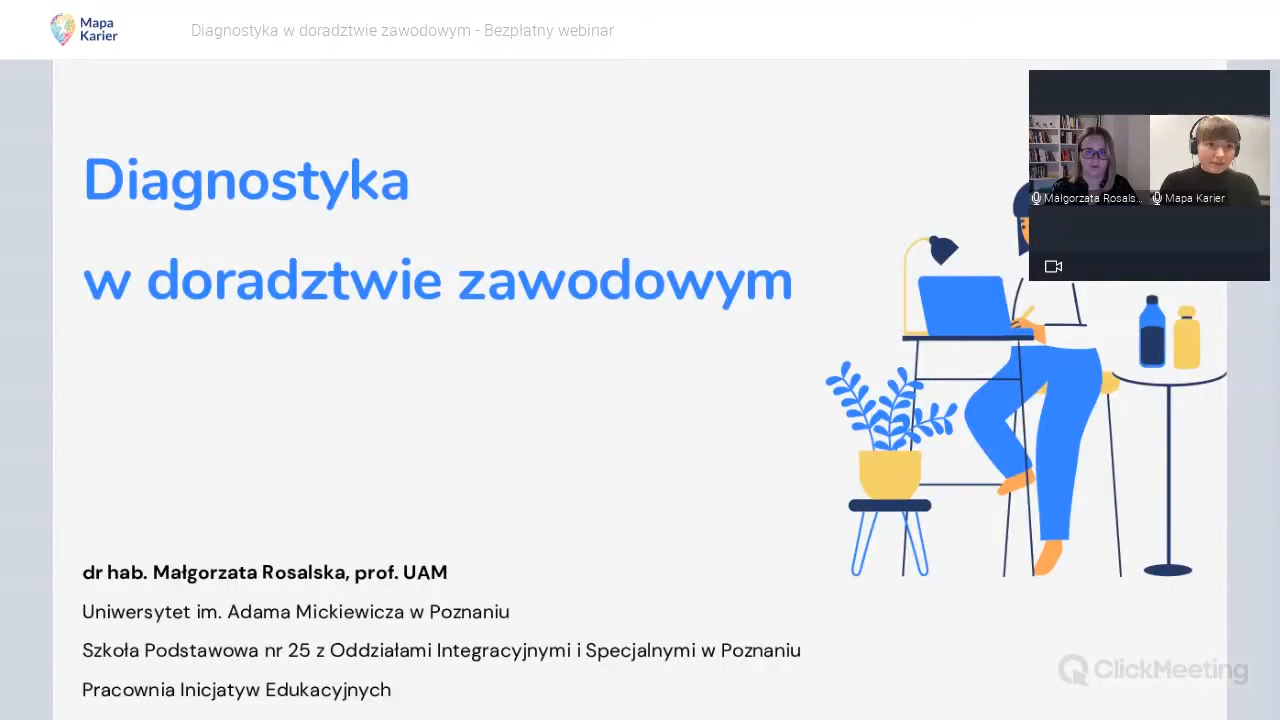 Mapa
Karier
Diagnostyka w doradztwie zawodowym - Bezpłatny webinar
Diagnostyka
w doradztwie zawodowym
Małgorzata Rosals...
Mapa Karier
dr hab. Małgorzata Rosalska, prof. UAM
Uniwersytet im. Adama Mickiewicza w Poznaniu
Szkoła Podstawowa nr 25 z Oddziałami Integracyjnymi i Specjalnymi w Poznaniu
Pracownia Inicjatyw Edukacyjnych
ClickMeeting